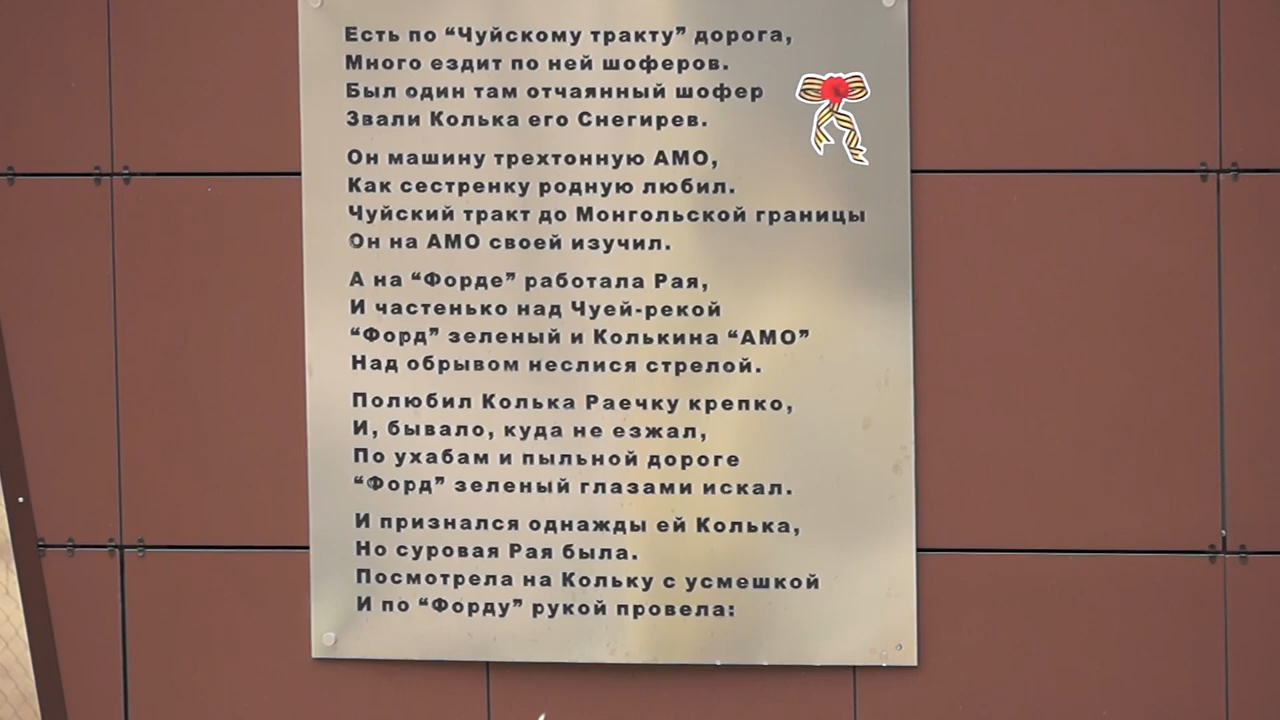 Есть по “Чуйскому тракту” дорога,
Много ездит по ней шоферов.
Был один там отчаянный шофер
Звали Колька его Снегирев.
Он машину трехтонную АМО,
Как сестренку родную любил.
Чуйский тракт до Монгольской границы
Он на АМО своей изучил.
А на “Форде” работала Рая,
И частенько над Чуей-рекой
“Форд” зеленый и Колькина “АМО”
Над обрывом неслися стрелой.
Полюбил Колька Раечку крепко,
И, бывало, куда не езжал,
По ухабам и пыльной дороге
“Форд” зеленый глазами искал.
И признался однажды ей Колька,
Но суровая Рая была.
Посмотрела на Кольку с усмешкой
И по “Форду” рукой провела: